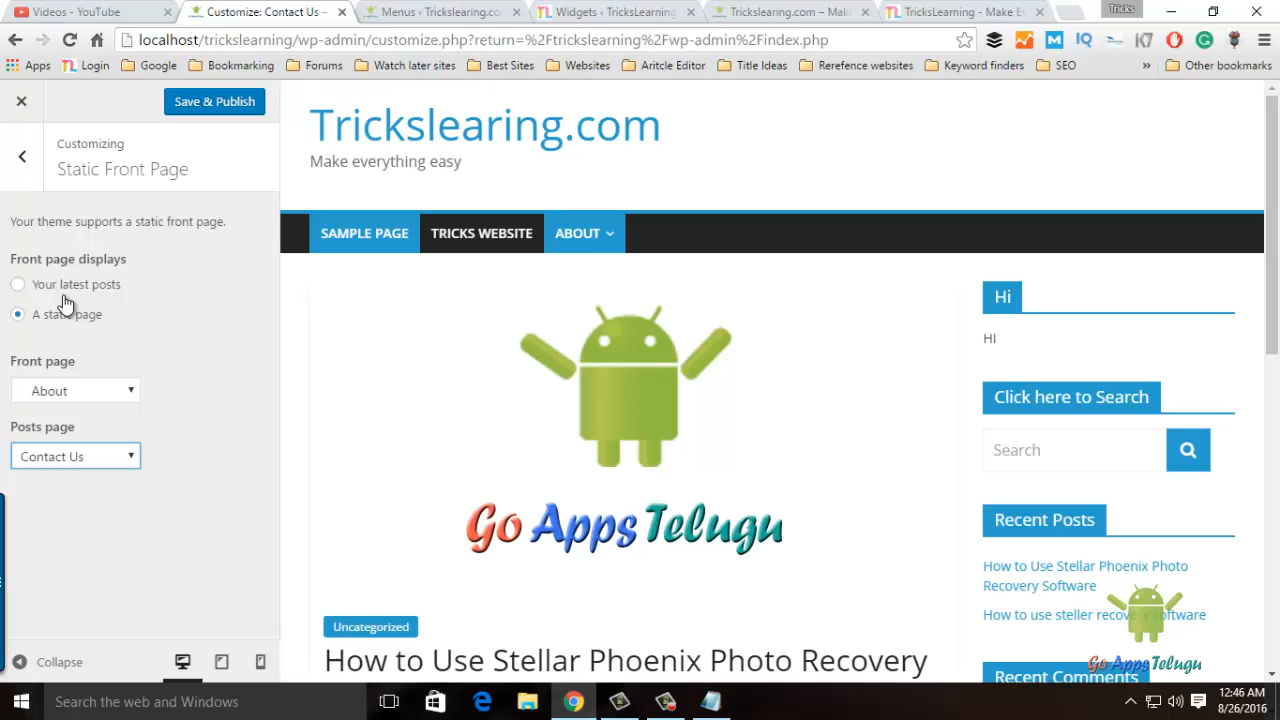 Videos - YouTube
Customize: Contact Us –
Menus ‹ Trickslearing.co
Widgets ‹ TricksLearning
Trickslearing.com – Mak
TricksLearning - Make Ev
Tricks
localhost/trickslearning/wp-admin/customize.php?return=%2Ftrickslearning%2Fwp-admin%2Findex.php
Apps
Login
Google
Bookmarking
Forums
Watch later sites
Best Sites
Websites
Aritcle Editor
Title Ideas
Rerefence websites
Keyword finders
SEO
»
Other bookmarks
Save & Publish
Customizing
Static Front Page
Your theme supports a static front page.
Front page displays
Your latest posts
A static page
Front page
About
Posts page
Contact Us
Collapse
Trickslearing.com
Make everything easy
SAMPLE PAGE
TRICKS WEBSITE
ABOUT
Go Apps Telugu
Uncategorized
How to Use Stellar Phoenix Photo Recovery
Hi
HI
Click here to Search
Search
Recent Posts
How to Use Stellar Phoenix Photo
Recovery Software
How to use steller recovery software
Go Apps Telugu
Recent Comments
Search the web and Windows
12:46 AM
8/26/2016